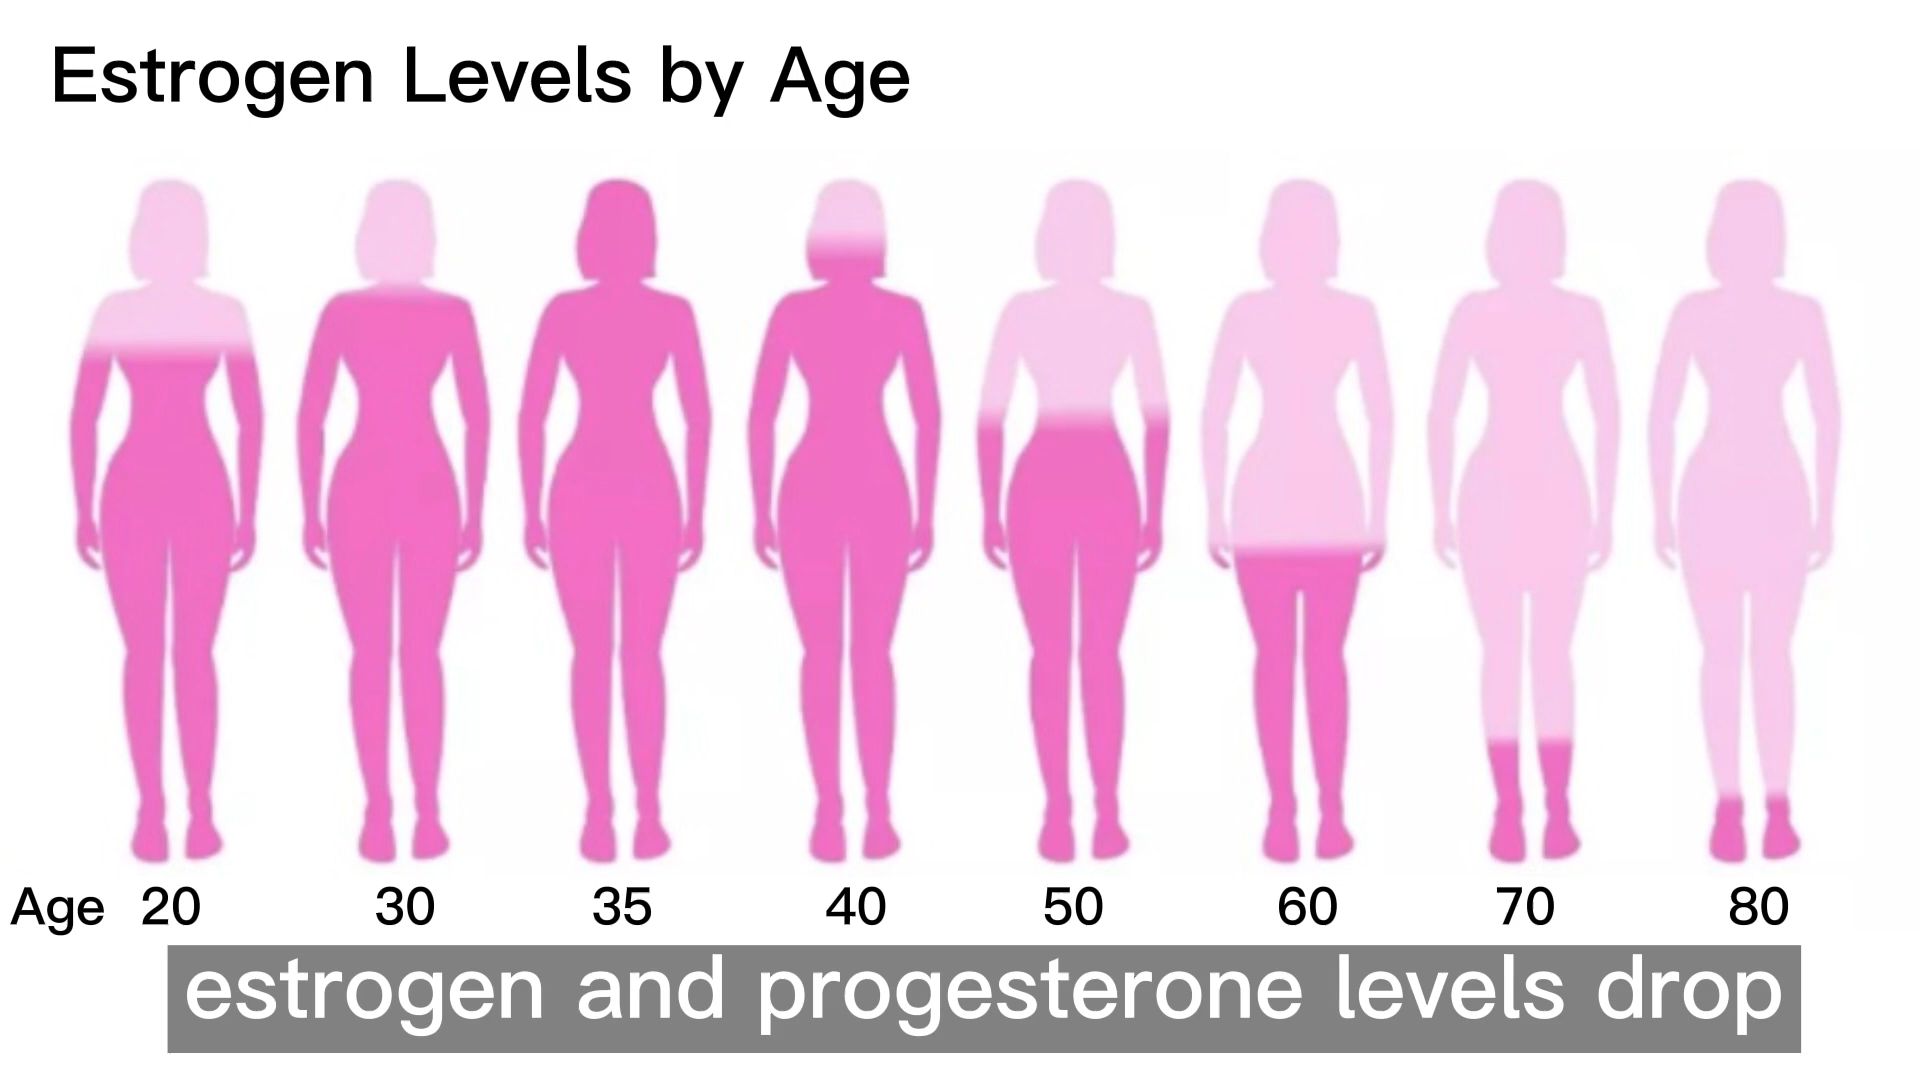 Estrogen Levels by Age
Age 20 30 35 40 50 60 70 80
estrogen and progesterone levels drop